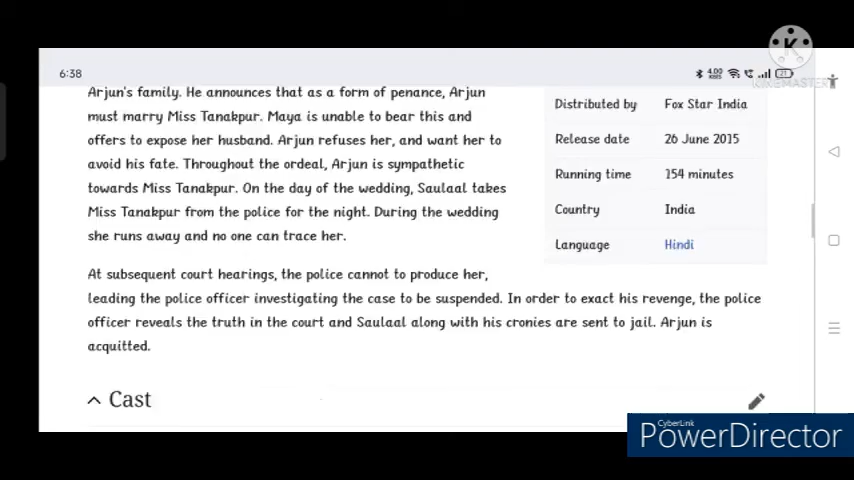 6:38
4.00
21
KINEMASTER
Arjun's family. He announces that as a form of penance, Arjun
must marry Miss Tanakpur. Maya is unable to bear this and
offers to expose her husband. Arjun refuses her, and want her to
avoid his fate. Throughout the ordeal, Arjun is sympathetic
towards Miss Tanakpur. On the day of the wedding, Saulaal takes
Miss Tanakpur from the police for the night. During the wedding
she runs away and no one can trace her.
Distributed by Fox Star India
Release date 26 June 2015
Running time 154 minutes
Country India
Language Hindi
At subsequent court hearings, the police cannot to produce her,
leading the police officer investigating the case to be suspended. In order to exact his revenge, the police
officer reveals the truth in the court and Saulaal along with his cronies are sent to jail. Arjun is
acquitted.
Cast
CyberLink
PowerDirector